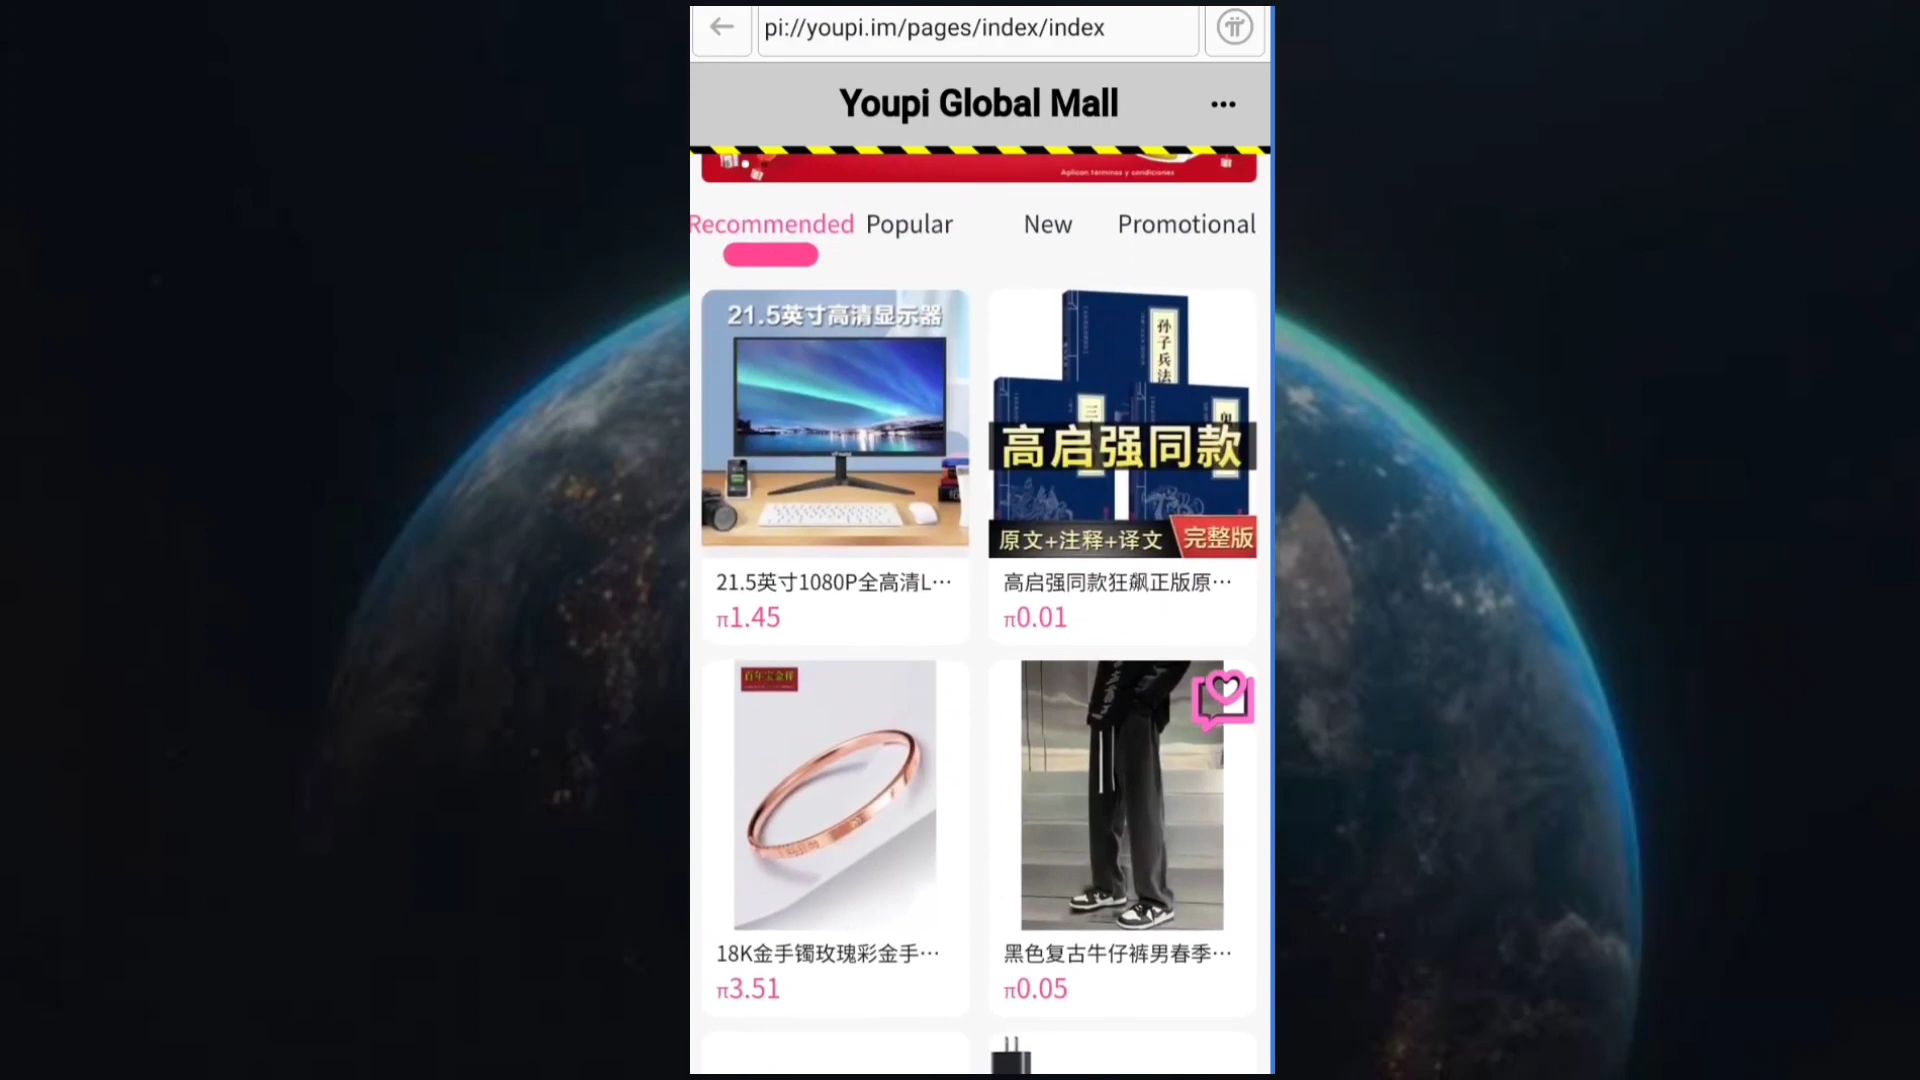 pi://youpi.im/pages/index/index
Youpi Global Mall
Aplican terminos y condiciones
Recommended Popular New Promotional
21.5英寸高清显示器
孙子兵法
三
高启强同款
原文+注释+译文 完整版
21.5英寸1080P全高清L…
高启强同款狂飙正版原…
π1.45
π0.01
18K金手镯玫瑰彩金手…
黑色复古牛仔裤男春季…
π3.51
π0.05